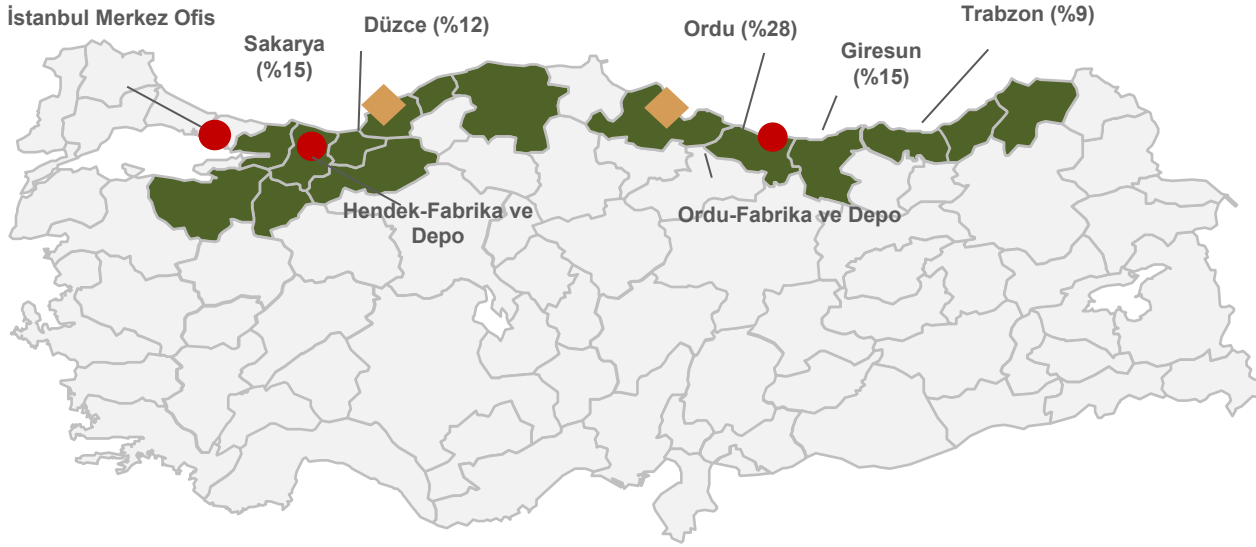 İstanbul Merkez Ofis
Sakarya
(%15)
Düzce (%12)
Ordu (%28)
Giresun
(%15)
Trabzon (%9)
Hendek-Fabrika ve
Depo
Ordu-Fabrika ve Depo